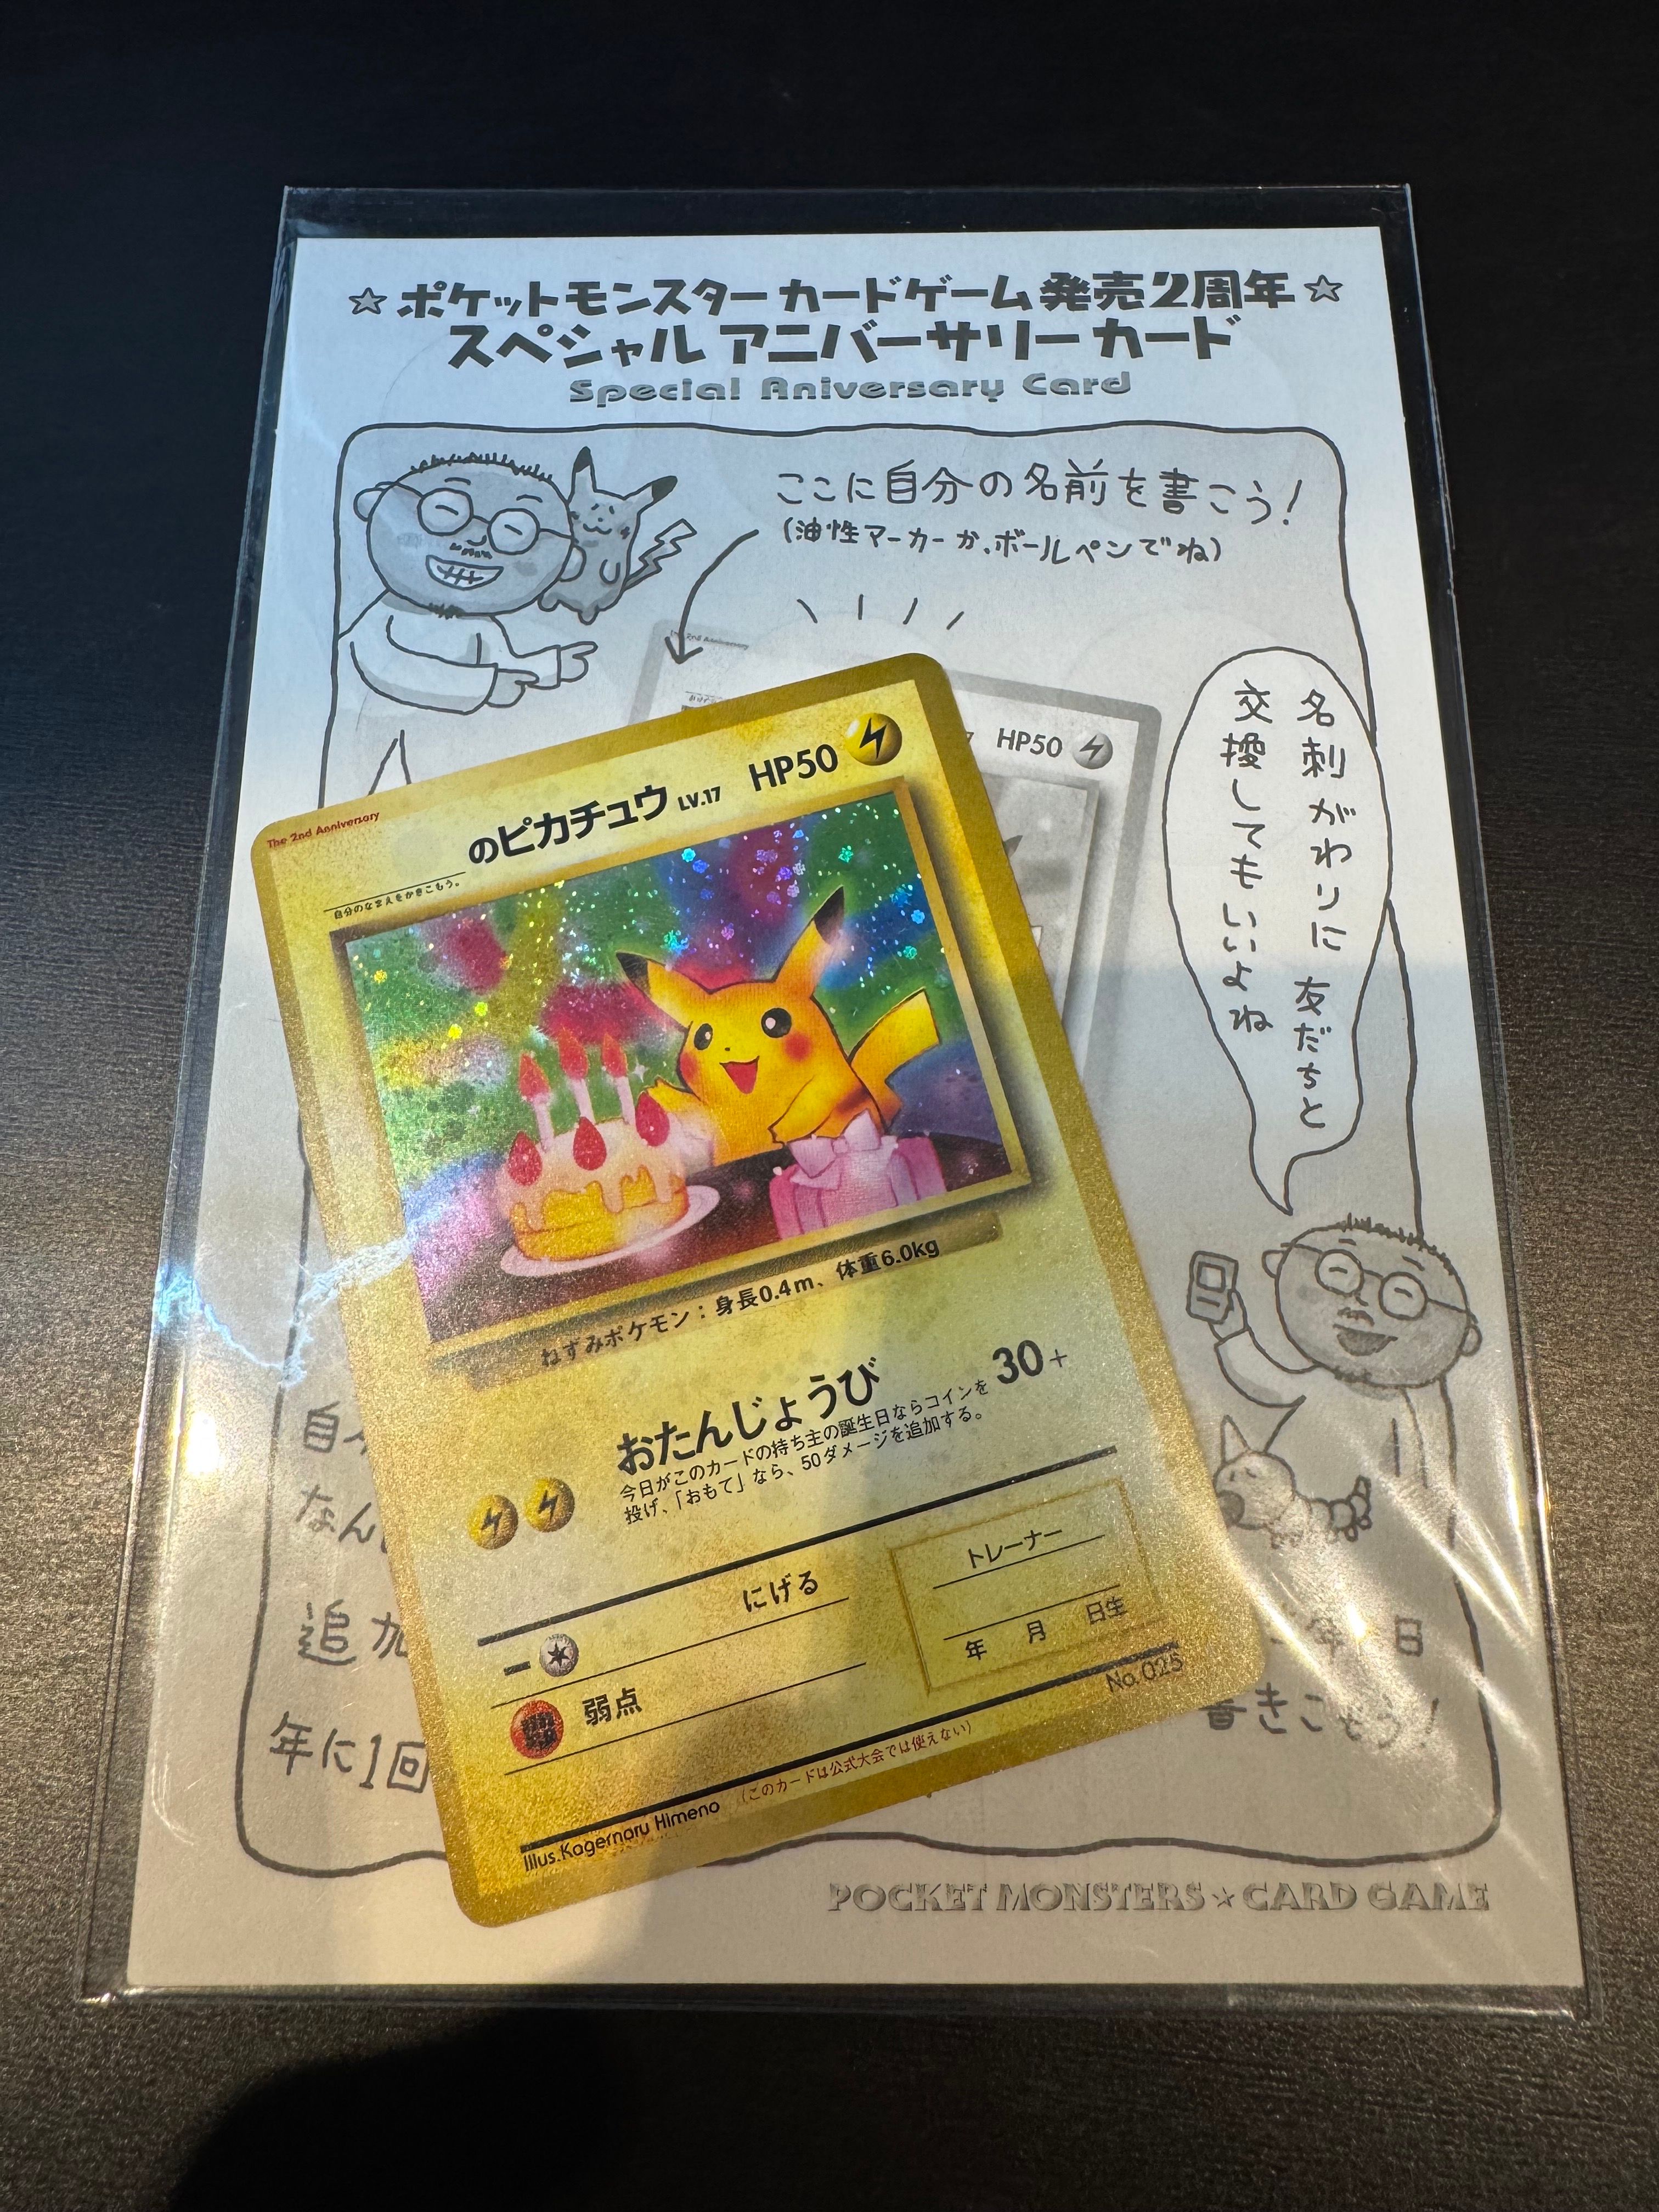 ☆ポケットモンスターカードゲーム発売2周年☆
スペシャルアニバーサリーカード
Special Aniversary Card
ここに自分の名前を書こう!
(油性マーカーか、ボールペンでね)
名刺がわりに 友だちと
交換してもいいよね
HP50
The 2nd Anniversary
のピカチュウ LV.17 HP50
自分のなまえをかきこもう。
ねずみポケモン:身長0.4m、体重6.0kg
おたんじょうび 30+
今日がこのカードの持ち主の誕生日ならコインを
投げ、「おもて」なら、50ダメージを追加する。
にげる
弱点
トレーナー
年 月 日生
No. 025
Illus.Kagemaru Himeno (このカードは公式大会では使えない)
なん
追加
年に1回
日
書きこもう!
POCKET MONSTERS★CARD GAME